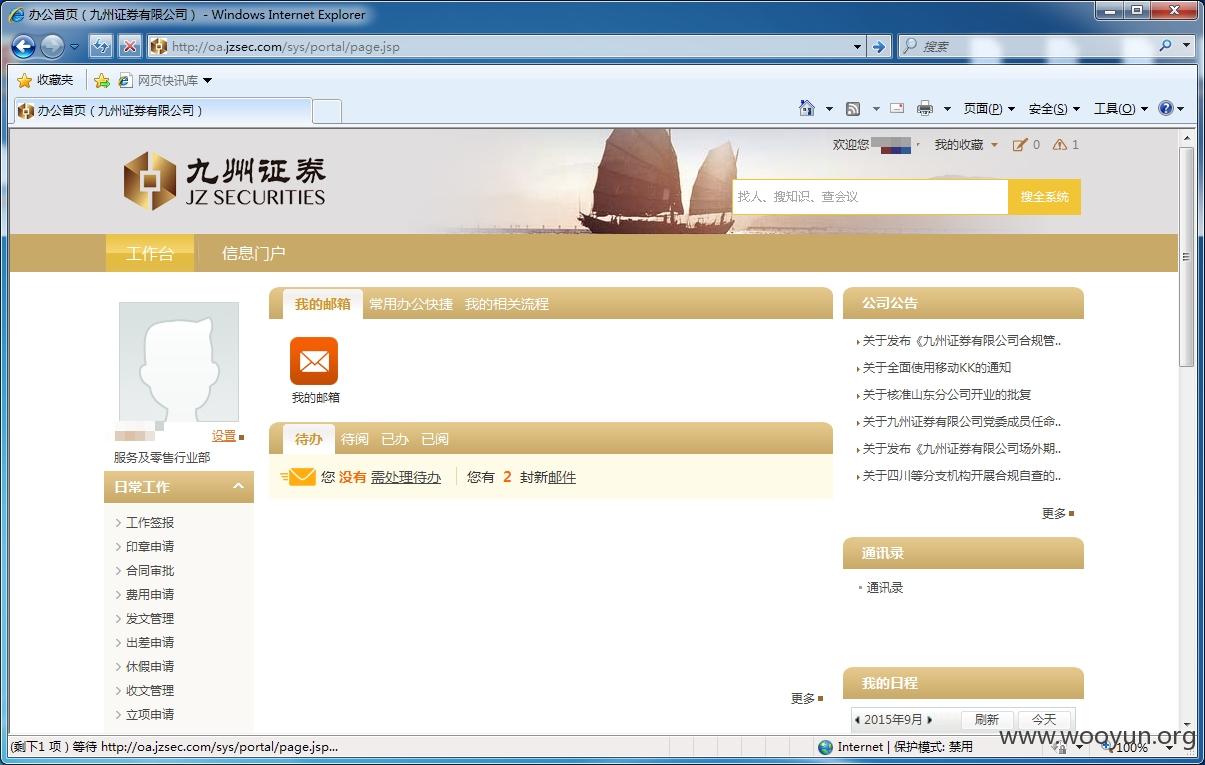 办公首页（九州证券有限公司） - Windows Internet Explorer
http://oa.jzsec.com/sys/portal/page.jsp
搜索
收藏夹
网页快讯库
办公首页（九州证券有限公司）
页面(P) 安全(S) 工具(O)
九州证券
JZ SECURITIES
欢迎您 我的收藏 0 1
找人、搜知识、查会议 搜全系统
工作台 信息门户
设置
服务及零售行业部
日常工作
工作签报
印章申请
合同审批
费用申请
发文管理
出差申请
休假申请
收文管理
立项申请
我的邮箱 常用办公快捷 我的相关流程
我的邮箱
待办 待阅 已办 已阅
您 没有 需处理待办 您有 2 封新邮件
更多
公司公告
关于发布《九州证券有限公司合规管..
关于全面使用移动KK的通知
关于核准山东分公司开业的批复
关于九州证券有限公司党委成员任命..
关于发布《九州证券有限公司场外期..
关于四川等分支机构开展合规自查的..
更多
通讯录
通讯录
我的日程
2015年9月 刷新 今天
(剩下1 项）等待 http://oa.jzsec.com/sys/portal/page.jsp...
Internet | 保护模式: 禁用
100%
www.wooyun.org